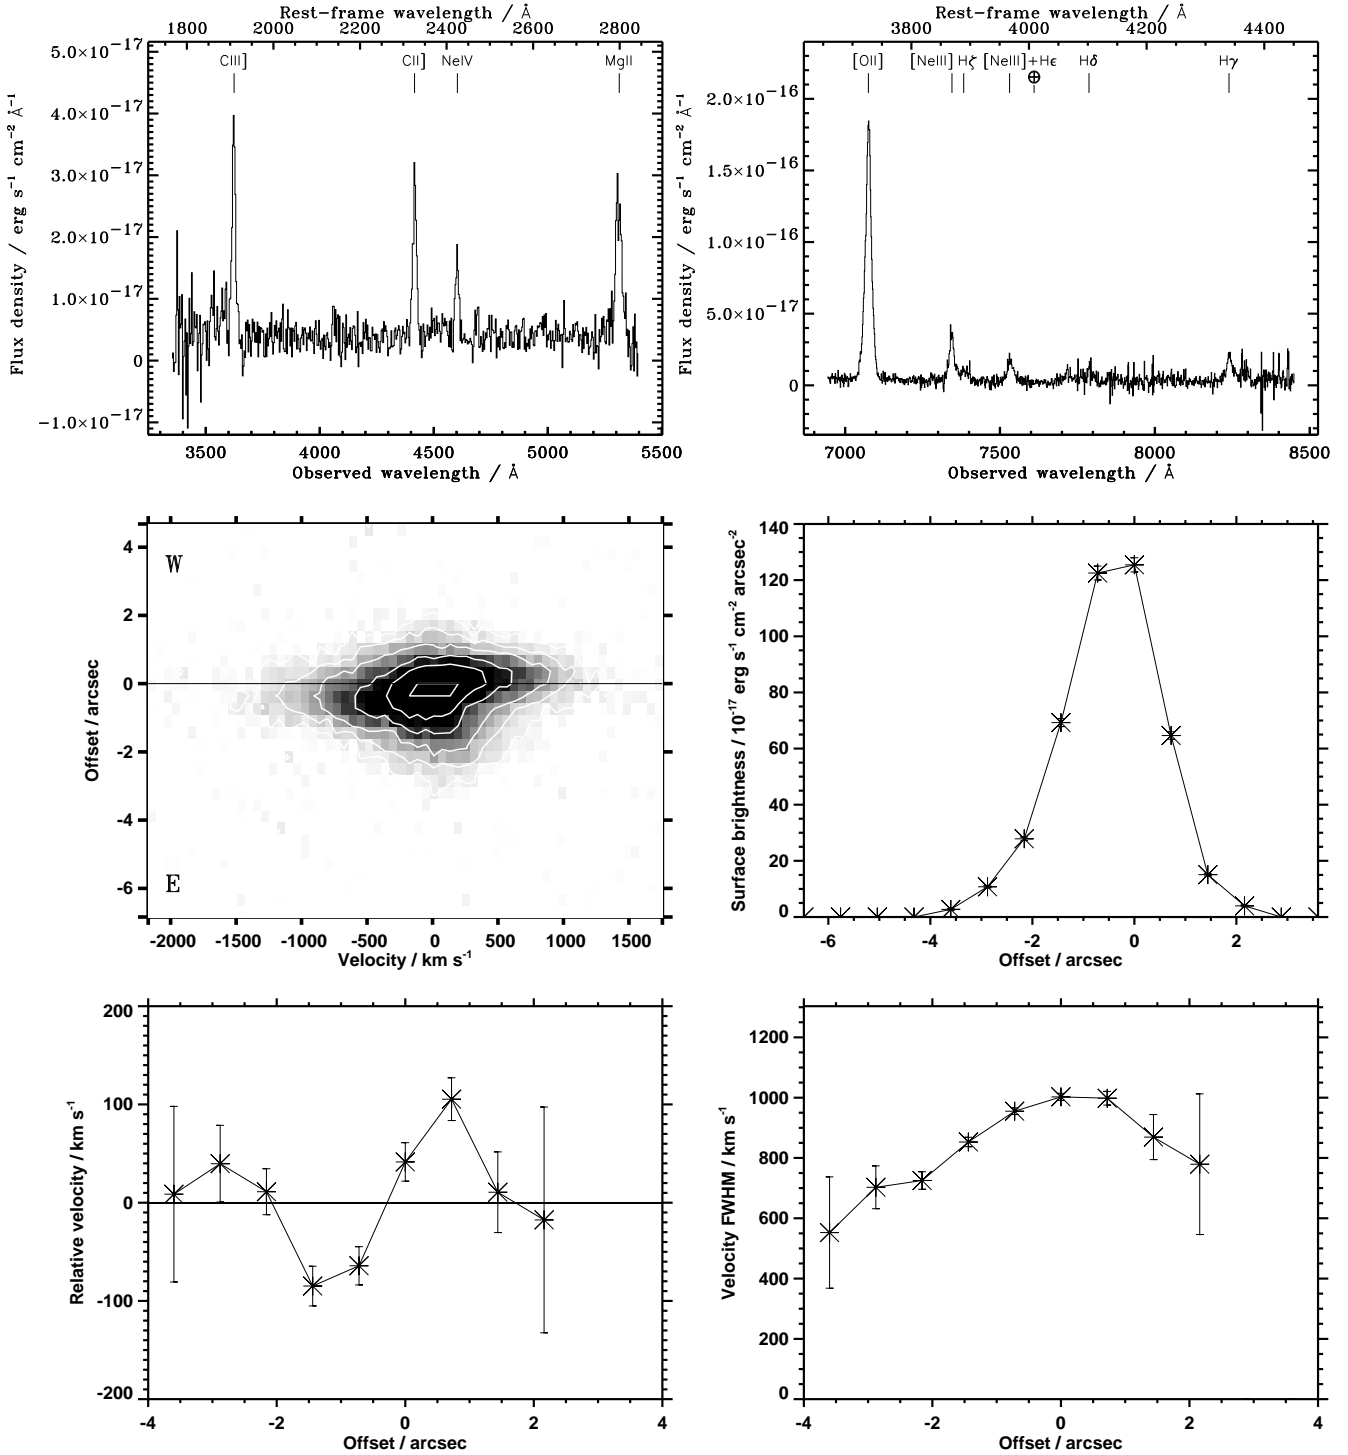 Rest-frame wavelength / Å
1800 2000 2200 2400 2600 2800
CIII] CII] NeIV MgII
5.0×10−17
4.0×10−17
3.0×10−17
2.0×10−17
1.0×10−17
0
−1.0×10−17
Flux density / erg s−1 cm−2 Å−1
3500 4000 4500 5000 5500
Observed wavelength / Å
Rest-frame wavelength / Å
3800 4000 4200 4400
[OII] [NeIII] Hζ [NeIII]+Hε Hδ Hγ
⊕
2.0×10−16
1.5×10−16
1.0×10−16
5.0×10−17
0
Flux density / erg s−1 cm−2 Å−1
7000 7500 8000 8500
Observed wavelength / Å
W
E
4
2
0
-2
-4
-6
Offset / arcsec
-2000 -1500 -1000 -500 0 500 1000 1500
Velocity / km s-1
140
120
100
80
60
40
20
0
Surface brightness / 10-17 erg s-1 cm-2 arcsec-2
-6 -4 -2 0 2
Offset / arcsec
200
100
0
-100
-200
Relative velocity / km s-1
-4 -2 0 2 4
Offset / arcsec
1200
1000
800
600
400
200
0
Velocity FWHM / km s-1
-4 -2 0 2 4
Offset / arcsec